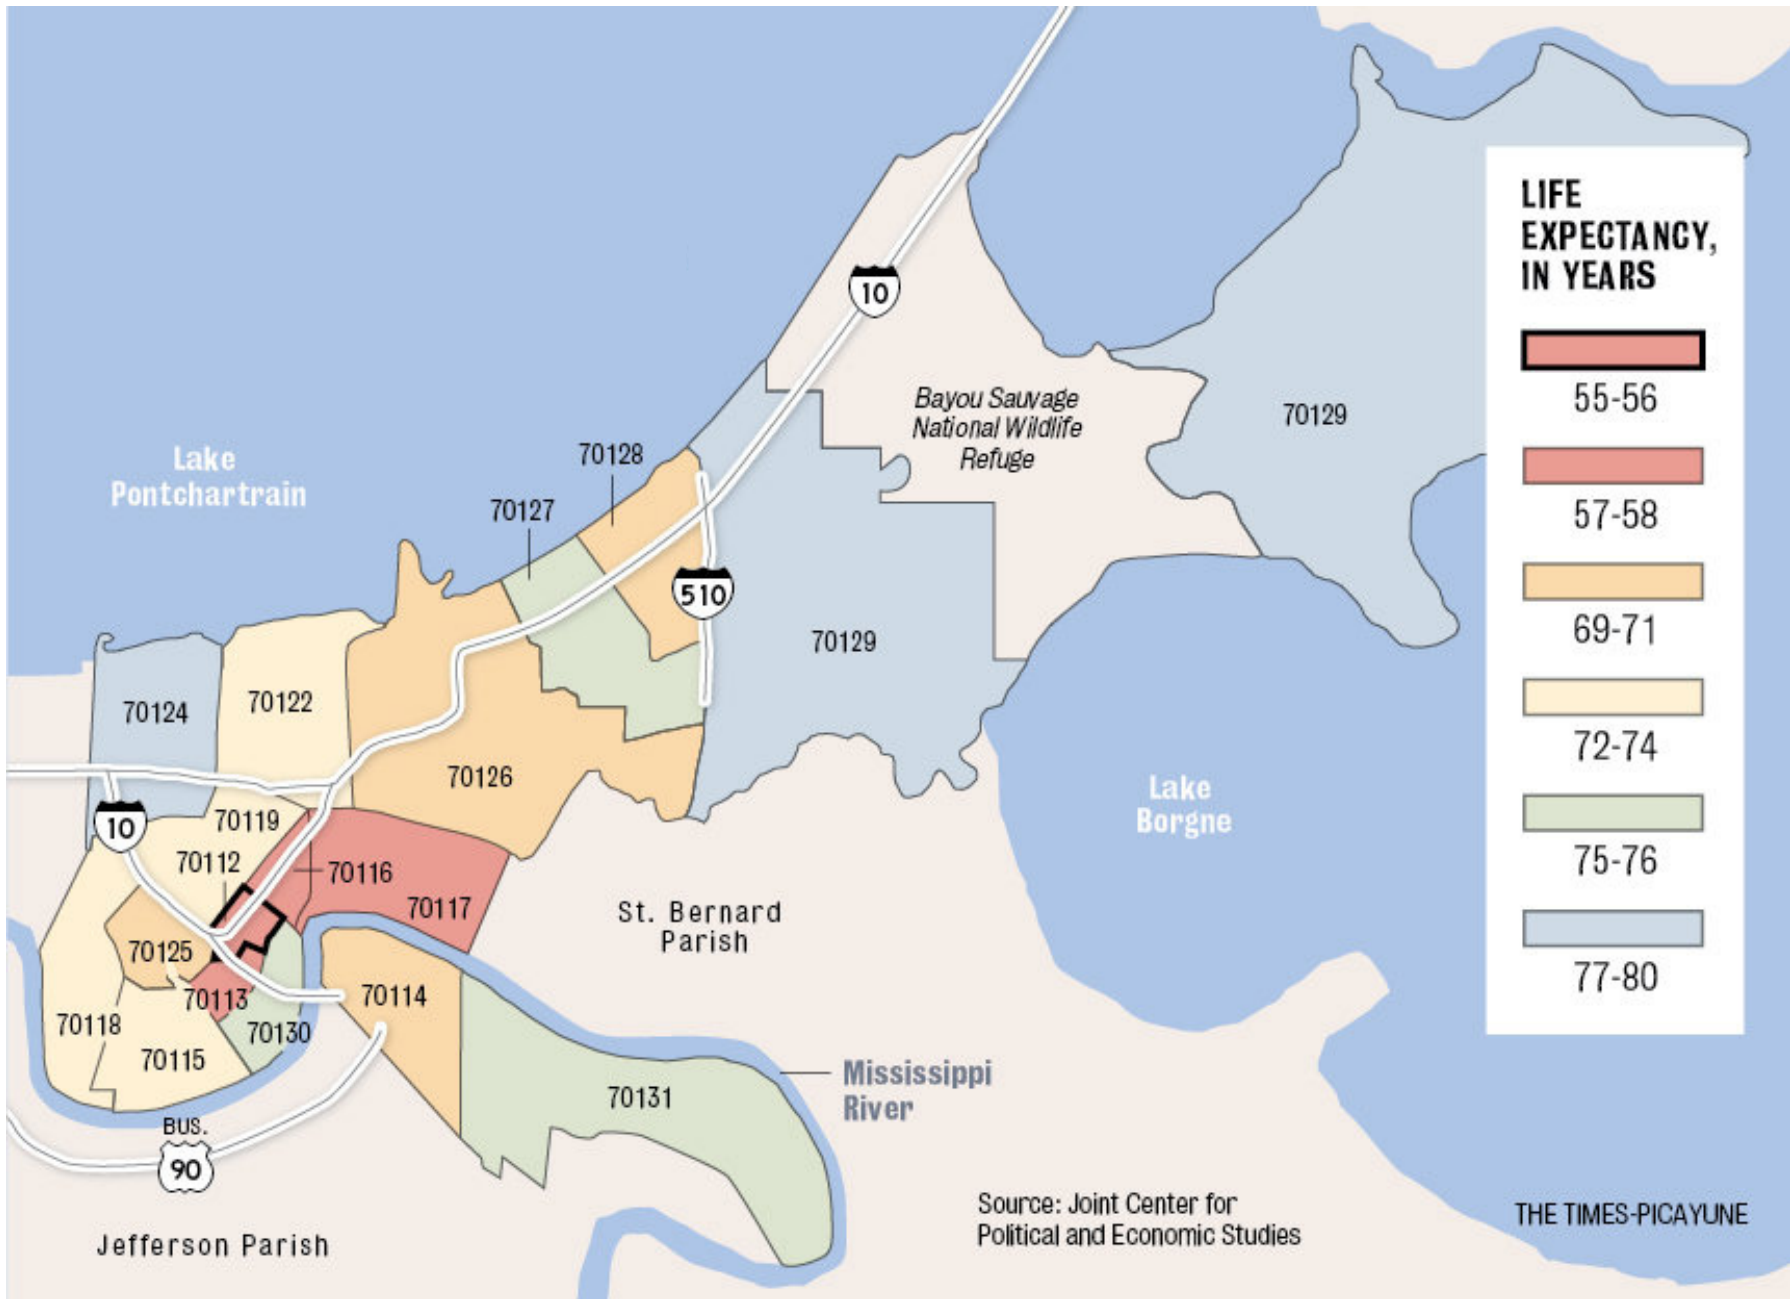 10
Bayou Sauvage
National Wildlife
Refuge
70129
Lake
Pontchartrain
70128
70127
510
70129
70124
70122
70126
10
70119
70112
70116
70117
Lake
Borgne
St. Bernard
Parish
70125
70113
70114
70118
70130
70115
70131
Mississippi
River
BUS.
90
Jefferson Parish
LIFE
EXPECTANCY,
IN YEARS
55-56
57-58
69-71
72-74
75-76
77-80
Source: Joint Center for
Political and Economic Studies
THE TIMES-PICAYUNE